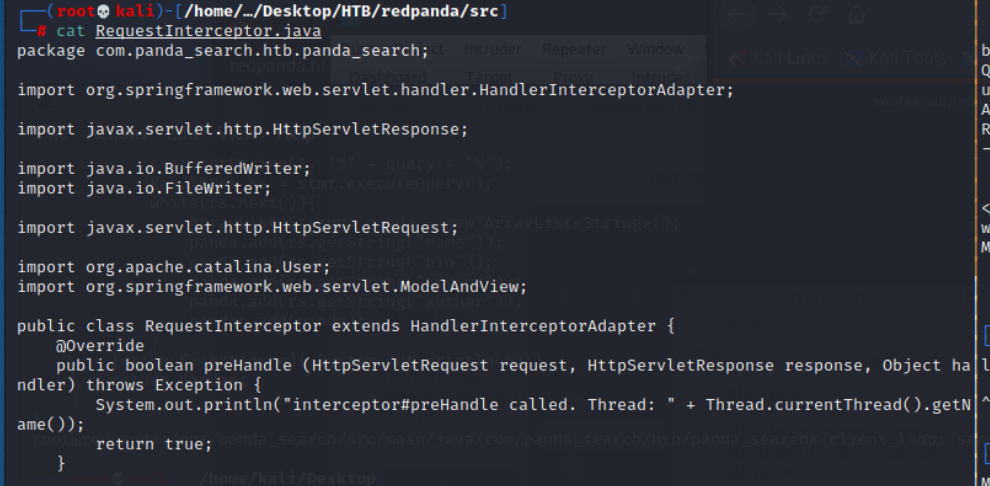 ┌──(root💀kali)-[/home/…/Desktop/HTB/redpanda/src]
└─# cat RequestInterceptor.java
package com.panda_search.htb.panda_search;
import org.springframework.web.servlet.handler.HandlerInterceptorAdapter;
import javax.servlet.http.HttpServletResponse;
import java.io.BufferedWriter;
import java.io.FileWriter;
import javax.servlet.http.HttpServletRequest;
import org.apache.catalina.User;
import org.springframework.web.servlet.ModelAndView;
public class RequestInterceptor extends HandlerInterceptorAdapter {
    @Override
    public boolean preHandle (HttpServletRequest request, HttpServletResponse response, Object ha
ndler) throws Exception {
        System.out.println("interceptor#preHandle called. Thread: " + Thread.currentThread().getN
ame());
        return true;
    }